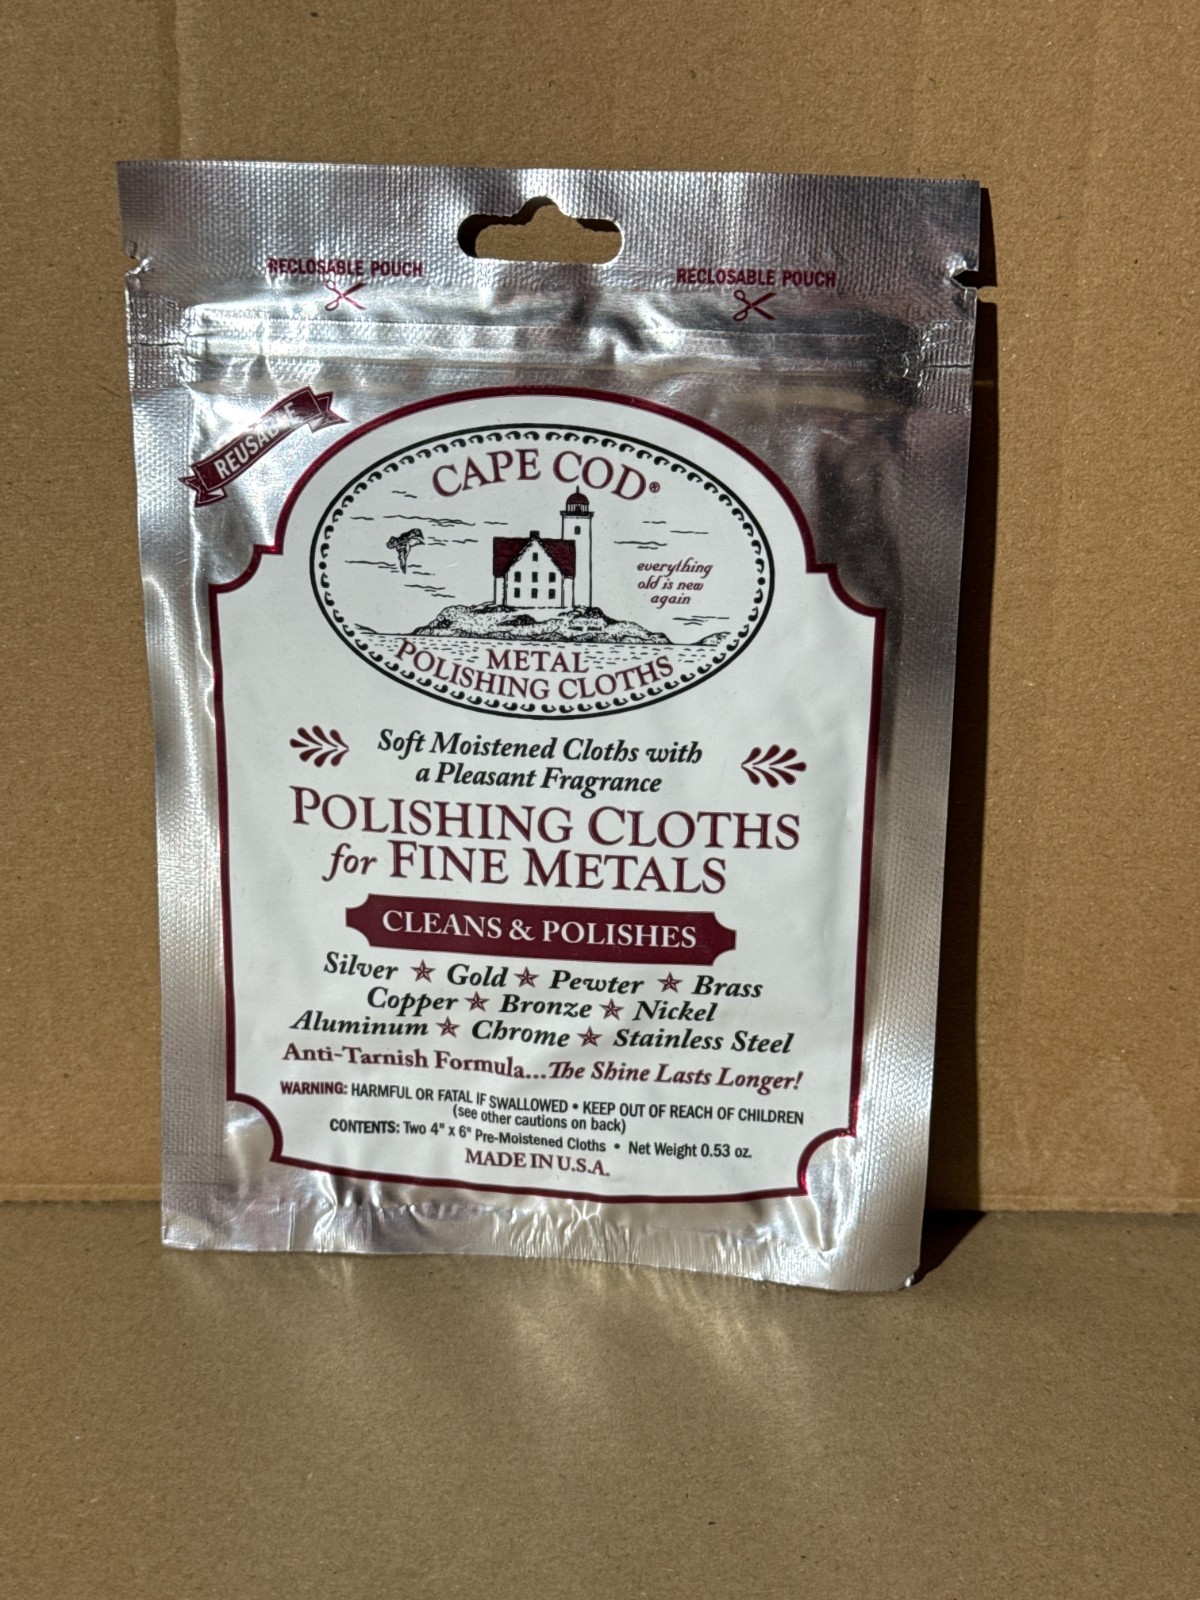 RECLOSABLE POUCH
RECLOSABLE POUCH
REUSABLE
CAPE COD®
everything
old is new
again
METAL
POLISHING CLOTHS
Soft Moistened Cloths with
a Pleasant Fragrance
POLISHING CLOTHS
for FINE METALS
CLEANS & POLISHES
Silver ★ Gold ★ Pewter ★ Brass
Copper ★ Bronze ★ Nickel
Aluminum ★ Chrome ★ Stainless Steel
Anti-Tarnish Formula...The Shine Lasts Longer!
WARNING: HARMFUL OR FATAL IF SWALLOWED • KEEP OUT OF REACH OF CHILDREN
(see other cautions on back)
CONTENTS: Two 4" x 6" Pre-Moistened Cloths • Net Weight 0.53 oz.
MADE IN U.S.A.